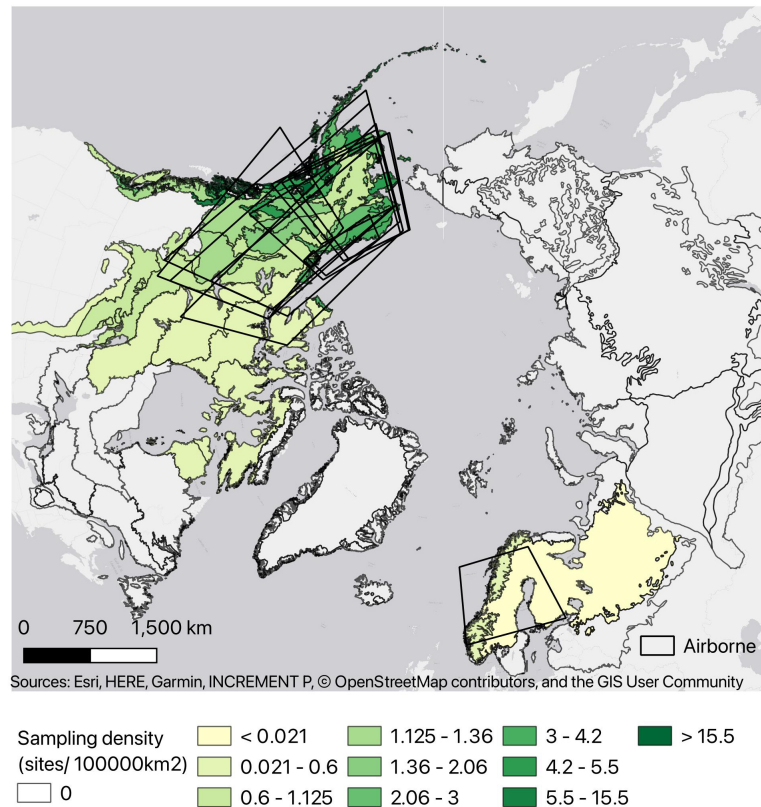 0 750 1,500 km
Airborne
Sources: Esri, HERE, Garmin, INCREMENT P, © OpenStreetMap contributors, and the GIS User Community
Sampling density
(sites/ 100000km2)
0
< 0.021
0.021 - 0.6
0.6 - 1.125
1.125 - 1.36
1.36 - 2.06
2.06 - 3
3 - 4.2
4.2 - 5.5
5.5 - 15.5
> 15.5